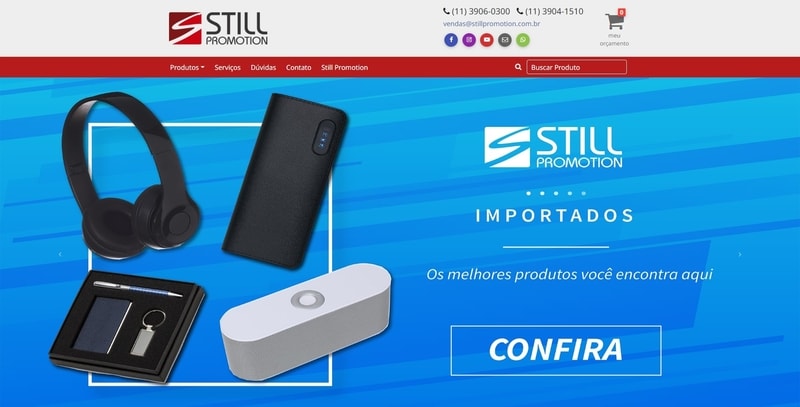 STILL
PROMOTION
(11) 3906-0300 (11) 3904-1510
vendas@stillpromotion.com.br
meu
orçamento
Produtos Serviços Dúvidas Contato Still Promotion
Buscar Produto
STILL
PROMOTION
IMPORTADOS
Os melhores produtos você encontra aqui
CONFIRA